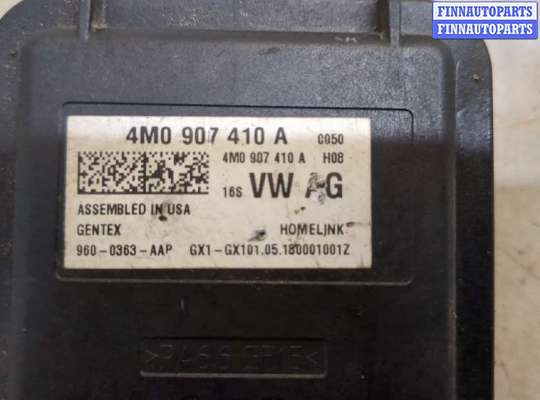 FINNAUTOPARTS
FINNAUTOPARTS
4M0 907 410 A C050
4M0 907 410 A H08
16S VW AG
ASSEMBLED IN USA
GENTEX HOMELINK
960-0363-AAP GX1-GX101.05.180001001Z